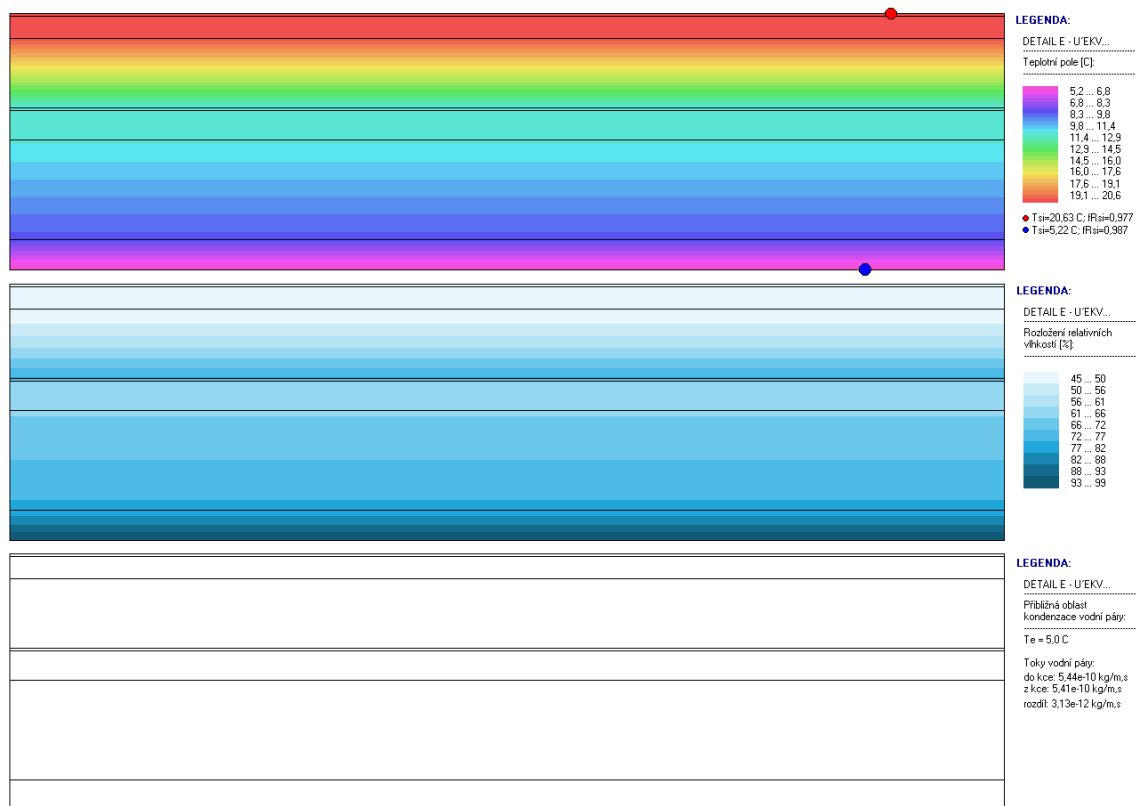 LEGENDA:
DETAIL E - U´EKV...
Teplotní pole [C]:
5,2 ... 6,8
6,8 ... 8,3
8,3 ... 9,8
9,8 ... 11,4
11,4 ... 12,9
12,9 ... 14,5
14,5 ... 16,0
16,0 ... 17,6
17,6 ... 19,1
19,1 ... 20,6
Tsi=20,63 C; fRsi=0,977
Tsi=5,22 C; fRsi=0,987
LEGENDA:
DETAIL E - U´EKV...
Rozložení relativních
vlhkostí [%]:
45 ... 50
50 ... 56
56 ... 61
61 ... 66
66 ... 72
72 ... 77
77 ... 82
82 ... 88
88 ... 93
93 ... 99
LEGENDA:
DETAIL E - U´EKV...
Přibližná oblast
kondenzace vodní páry:
Te = 5,0 C
Toky vodní páry:
do kce: 5,44e-10 kg/m,s
z kce: 5,41e-10 kg/m,s
rozdíl: 3,13e-12 kg/m,s